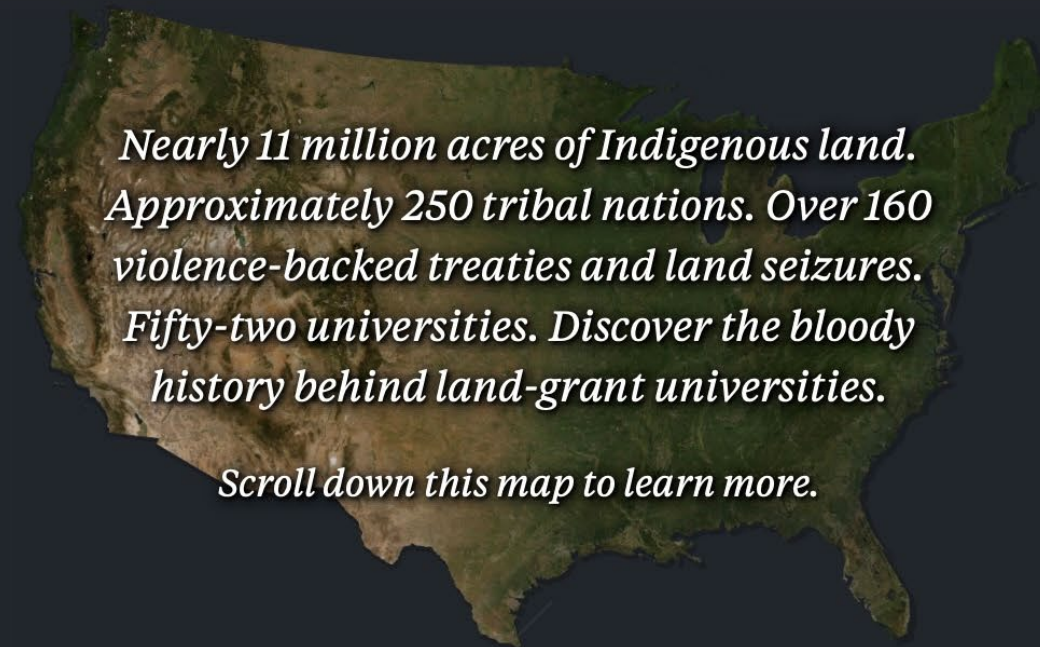 Nearly 11 million acres of Indigenous land.
Approximately 250 tribal nations. Over 160
violence-backed treaties and land seizures.
Fifty-two universities. Discover the bloody
history behind land-grant universities.
Scroll down this map to learn more.